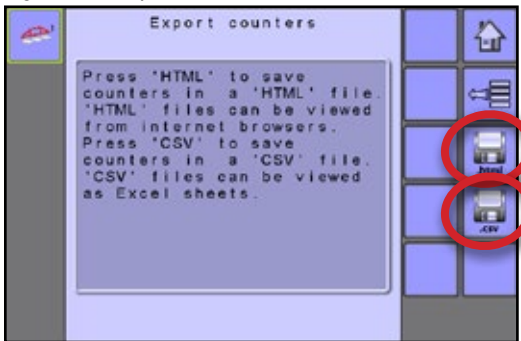 Export counters
Press 'HTML' to save
counters in a 'HTML' file.
'HTML' files can be viewed
from internet browsers.
Press 'CSV' to save
counters in a 'CSV' file.
'CSV' files can be viewed
as Excel sheets.
.html
.csv